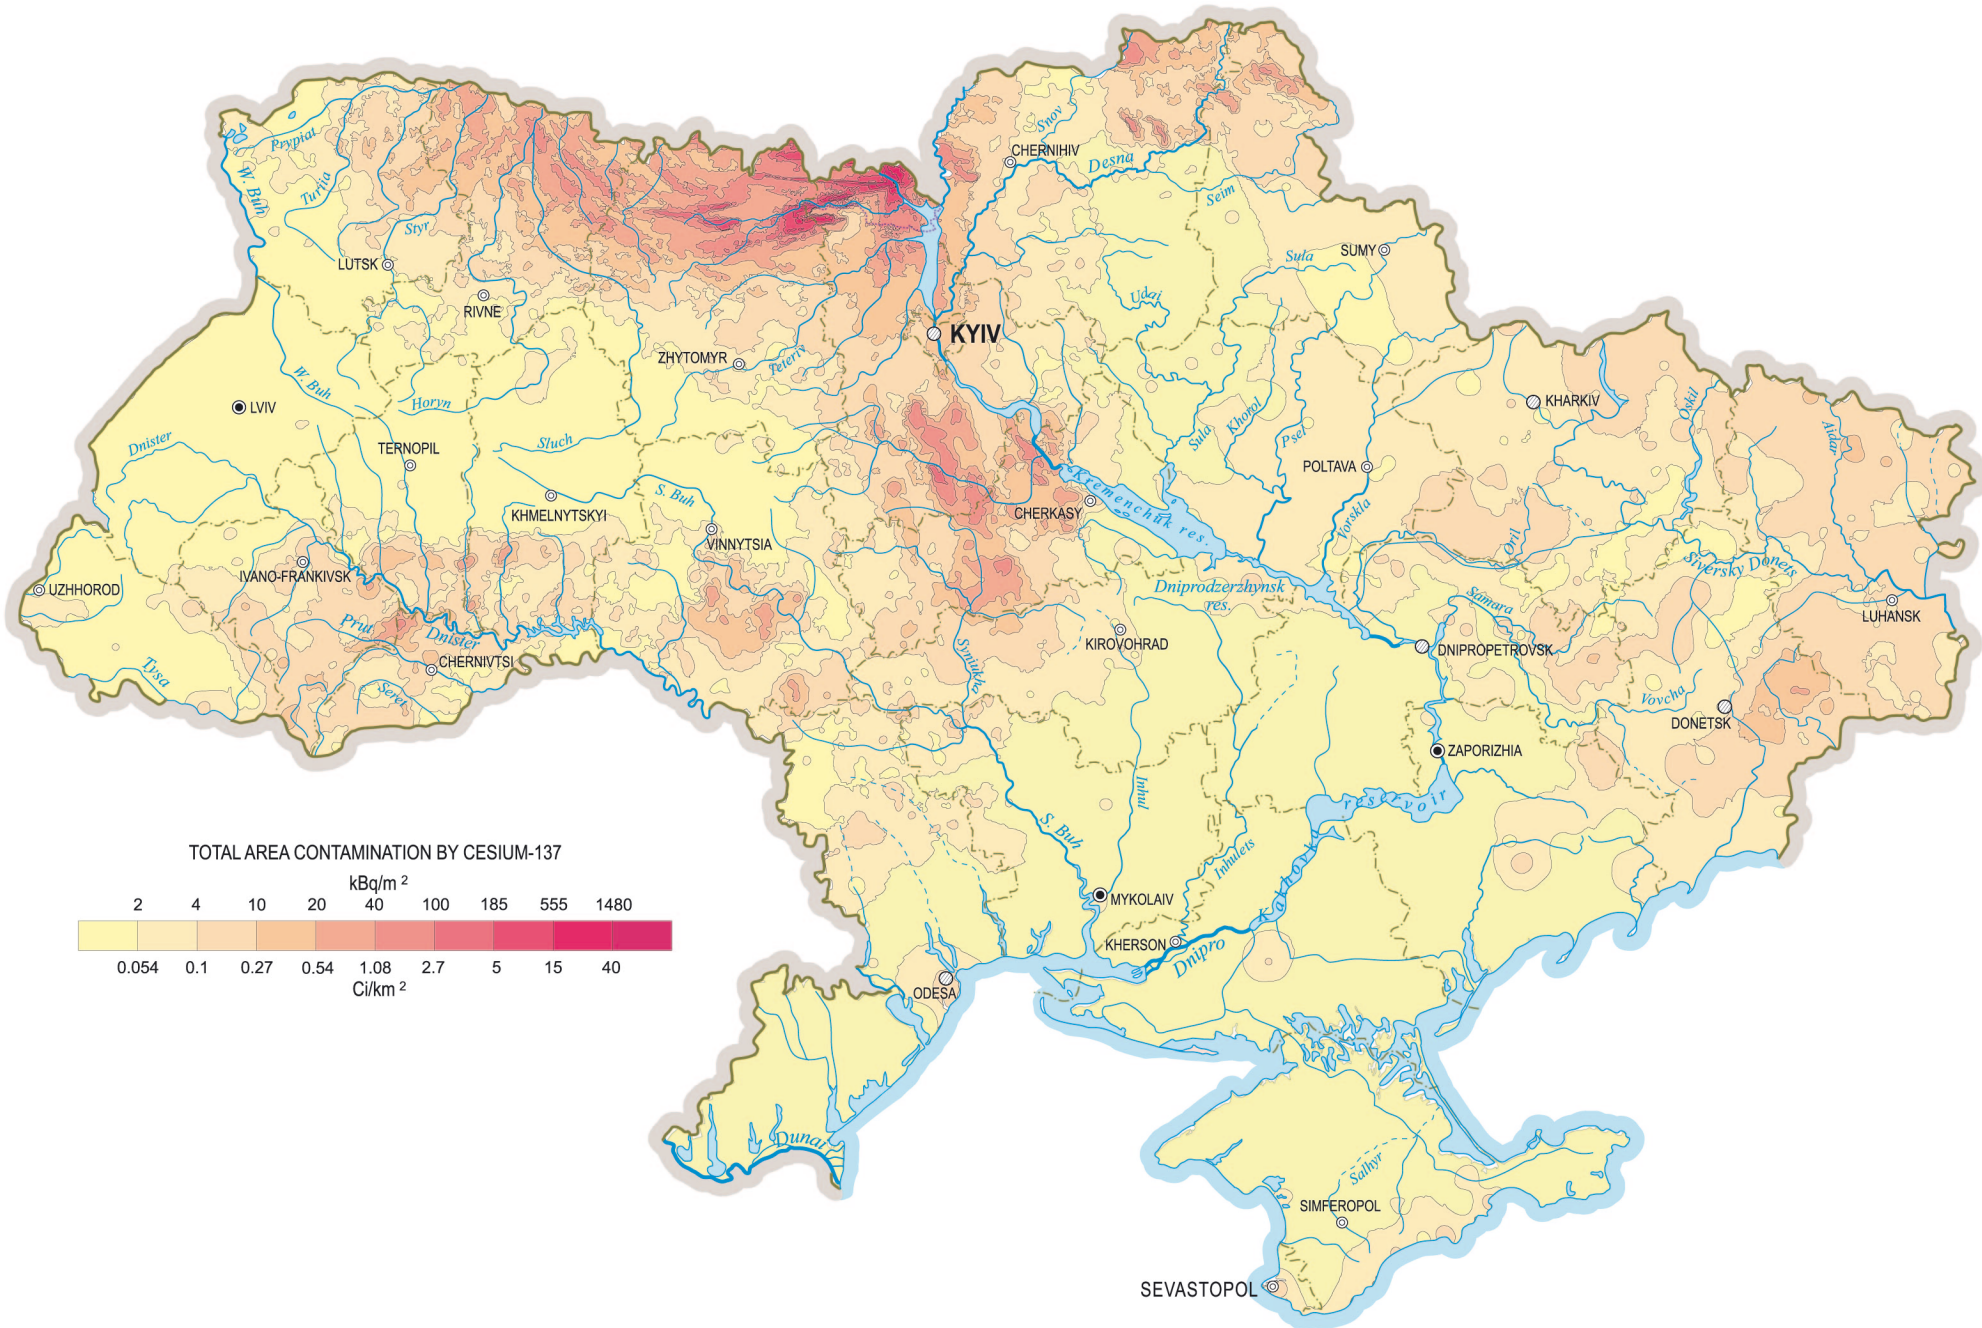 Snov
CHERNIHIV
Desna
Prypiat
W. Buh
Turiia
Styr
Seim
LUTSK
SUMY
Sula
RIVNE
Udai
KYIV
ZHYTOMYR
Teteriv
W. Buh
LVIV
Horyn
Khorol
KHARKIV
Oskil
Dnister
TERNOPIL
Sluch
Sula
Psel
Aidar
POLTAVA
S. Buh
KHMELNYTSKYI
CHERKASY
Kremenchuk res.
Vorskla
VINNYTSIA
Oril
Siversky Donets
IVANO-FRANKIVSK
UZHHOROD
Dniprodzerzhynsk
res.
Samara
LUHANSK
Prut
Dnister
KIROVOHRAD
DNIPROPETROVSK
CHERNIVTSI
Tysa
Seret
Syniukha
Vovcha
DONETSK
ZAPORIZHIA
Inhul
reservoir
S. Buh
Inhulets
Kakhovka
TOTAL AREA CONTAMINATION BY CESIUM-137
kBq/m 2
2 4 10 20 40 100 185 555 1480
0.054 0.1 0.27 0.54 1.08 2.7 5 15 40
Ci/km 2
MYKOLAIV
KHERSON
Dnipro
ODESA
Dunai
Salhyr
SIMFEROPOL
SEVASTOPOL